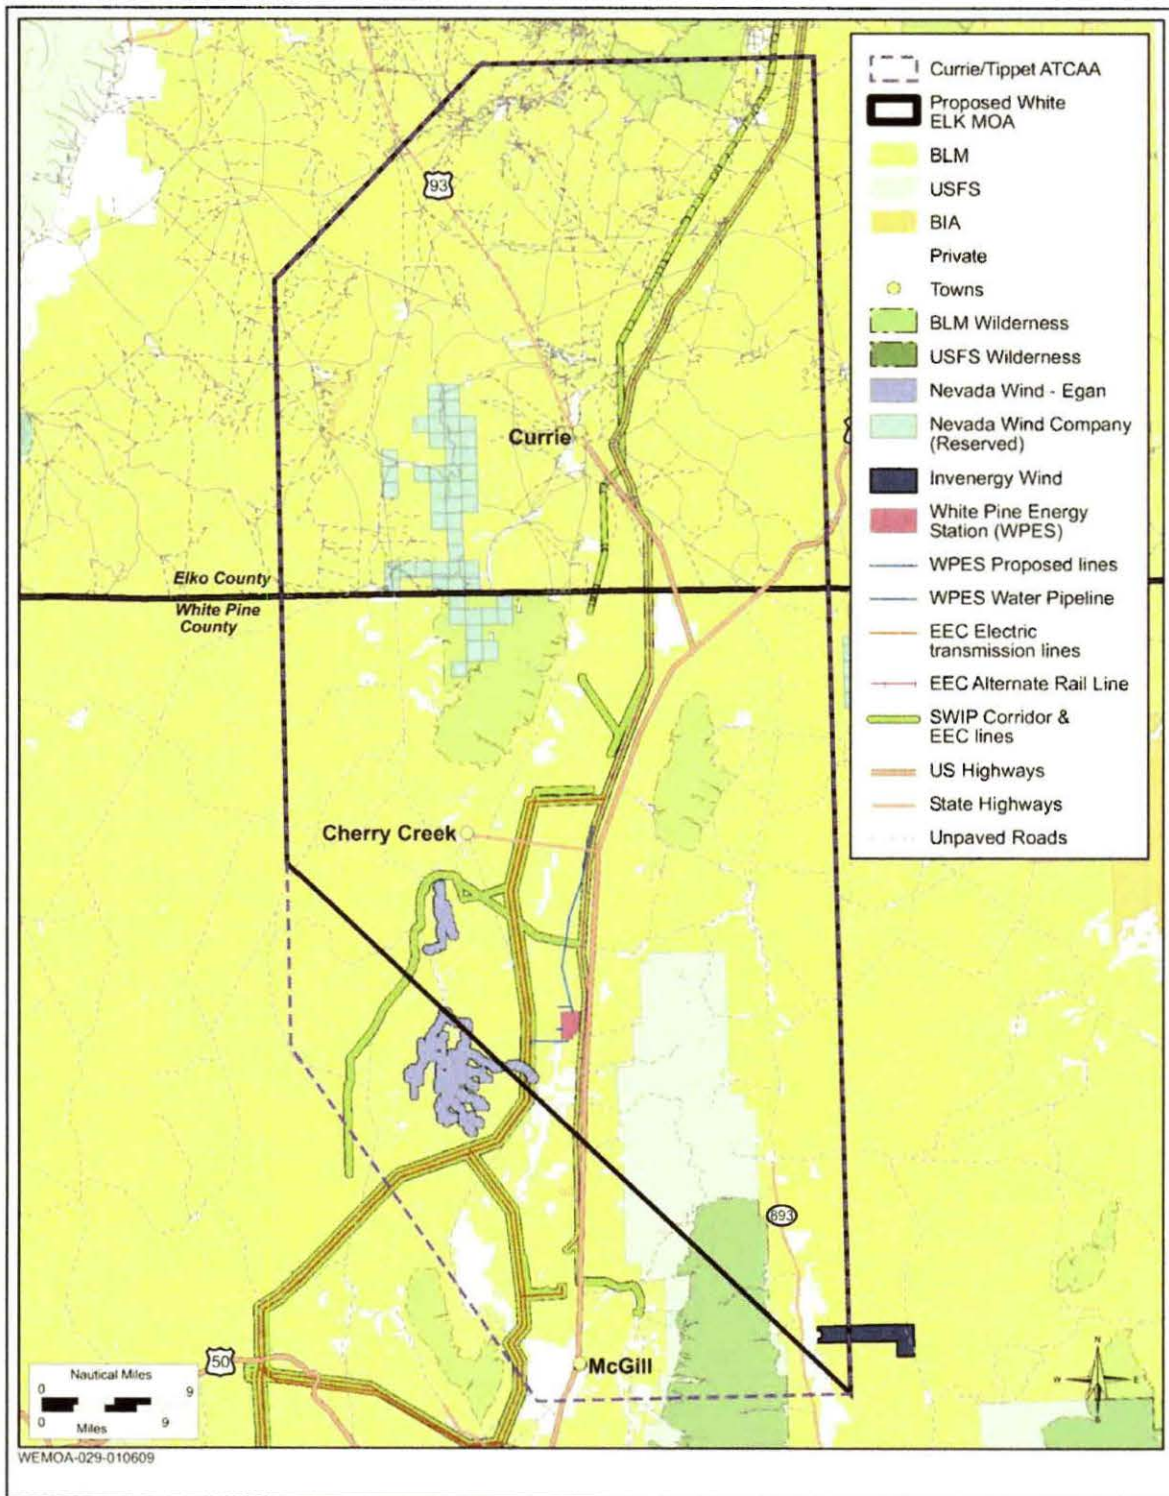 Currie/Tippet ATCAA
Proposed White
ELK MOA
BLM
USFS
BIA
Private
Towns
BLM Wilderness
USFS Wilderness
Nevada Wind - Egan
Nevada Wind Company
(Reserved)
Invenergy Wind
White Pine Energy
Station (WPES)
WPES Proposed lines
WPES Water Pipeline
EEC Electric
transmission lines
EEC Alternate Rail Line
SWIP Corridor &
EEC lines
US Highways
State Highways
Unpaved Roads
93
Currie
Elko County
White Pine
County
Cherry Creek
893
50
McGill
Nautical Miles
0 9
0 9
Miles
N
W E
S
WEMOA-029-010609